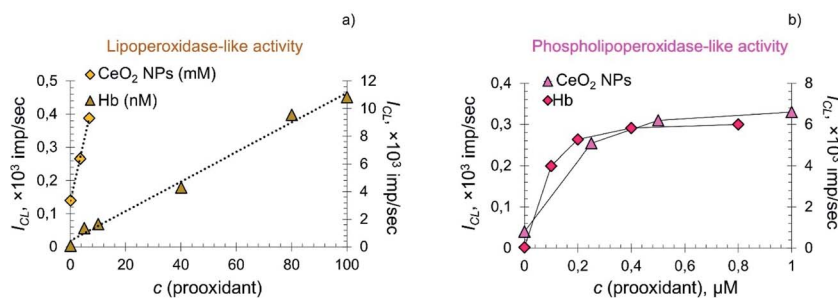 a)
Lipoperoxidase-like activity
CeO₂ NPs (mM)
Hb (nM)
0,5
0,4
0,3
0,2
0,1
0
I_CL, ×10³ imp/sec
12
10
8
6
4
2
0
I_CL, ×10³ imp/sec
0 20 40 60 80 100
c (prooxidant)
b)
Phospholipoperoxidase-like activity
CeO₂ NPs
Hb
0,4
0,3
0,2
0,1
0
I_CL, ×10³ imp/sec
8
6
4
2
0
I_CL, ×10³ imp/sec
0 0,2 0,4 0,6 0,8 1
c (prooxidant), µM